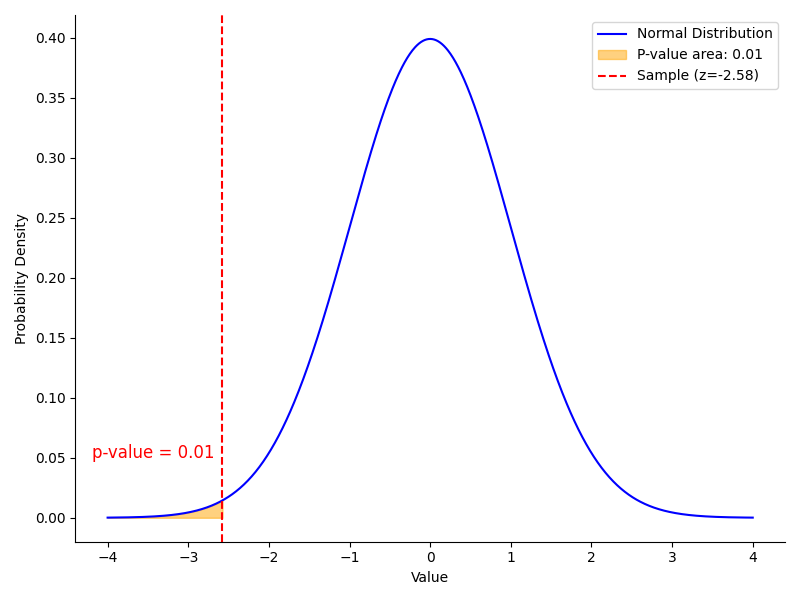 Normal Distribution
P-value area: 0.01
Sample (z=-2.58)
0.40
0.35
0.30
0.25
0.20
0.15
0.10
0.05
0.00
Probability Density
p-value = 0.01
−4 −3 −2 −1 0 1 2 3 4
Value